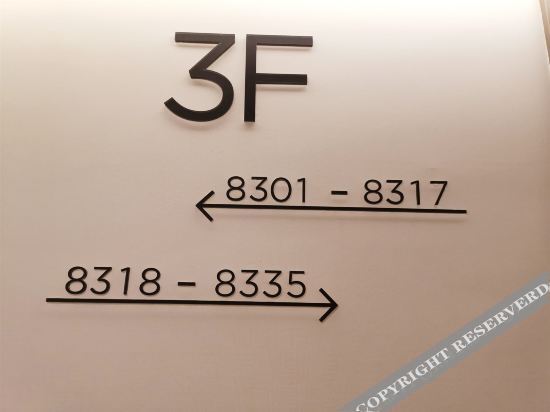 3F
8301 - 8317
8318 - 8335
COPYRIGHT RESERVERD